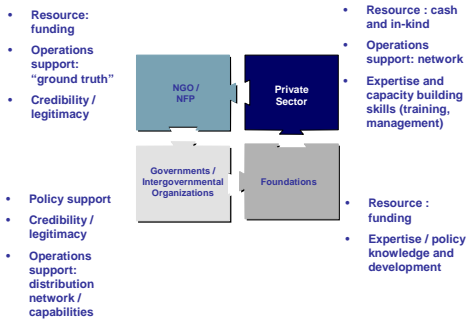 • Resource:
funding
• Operations
support:
“ground truth”
• Credibility /
legitimacy
• Resource : cash
and in-kind
• Operations
support: network
• Expertise and
capacity building
skills (training,
management)
NGO /
NFP
Private
Sector
Governments /
Intergovernmental
Organizations
Foundations
• Policy support
• Credibility /
legitimacy
• Operations
support:
distribution
network /
capabilities
• Resource :
funding
• Expertise / policy
knowledge and
development